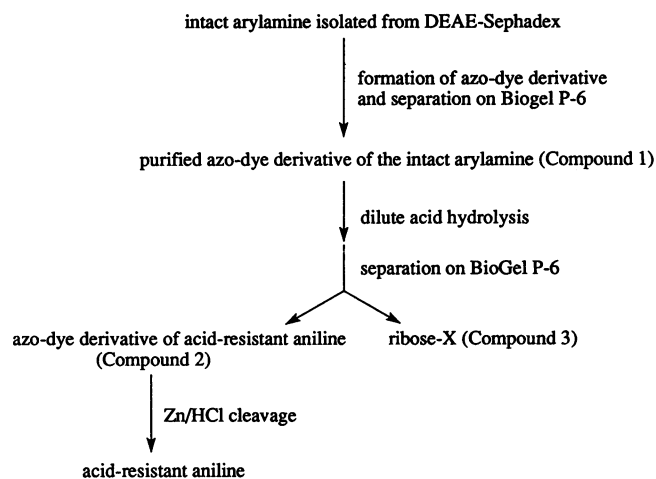 intact arylamine isolated from DEAE-Sephadex
formation of azo-dye derivative
and separation on Biogel P-6
purified azo-dye derivative of the intact arylamine (Compound 1)
dilute acid hydrolysis
separation on BioGel P-6
azo-dye derivative of acid-resistant aniline
(Compound 2)
ribose-X (Compound 3)
Zn/HCl cleavage
acid-resistant aniline